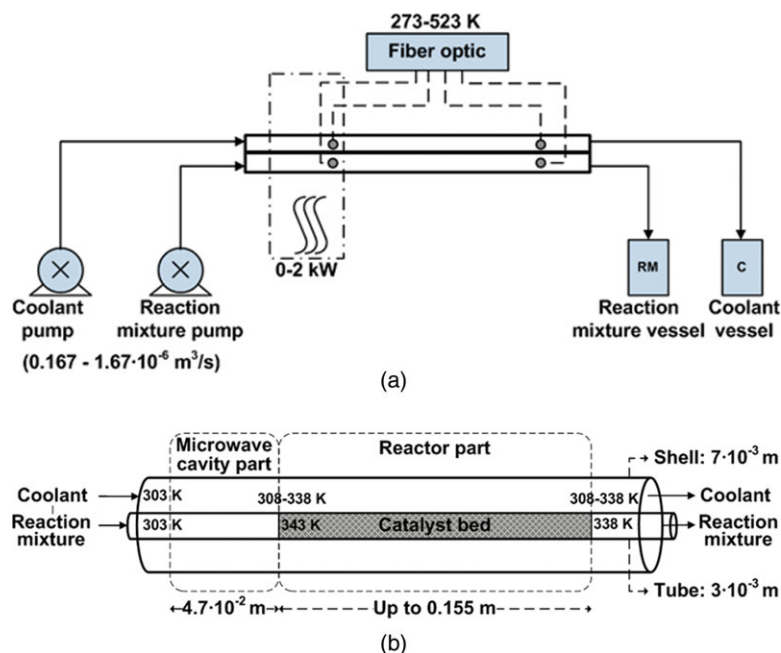 273-523 K
Fiber optic
0-2 kW
Coolant
pump
Reaction
mixture pump
(0.167 - 1.67·10⁻⁶ m³/s)
RM
C
Reaction
mixture vessel
Coolant
vessel
(a)
Microwave
cavity part
Reactor part
Shell: 7·10⁻³ m
Coolant
303 K
308-338 K
308-338 K
Coolant
Reaction
mixture
303 K
343 K
Catalyst bed
338 K
Reaction
mixture
4.7·10⁻² m
Up to 0.155 m
Tube: 3·10⁻³ m
(b)